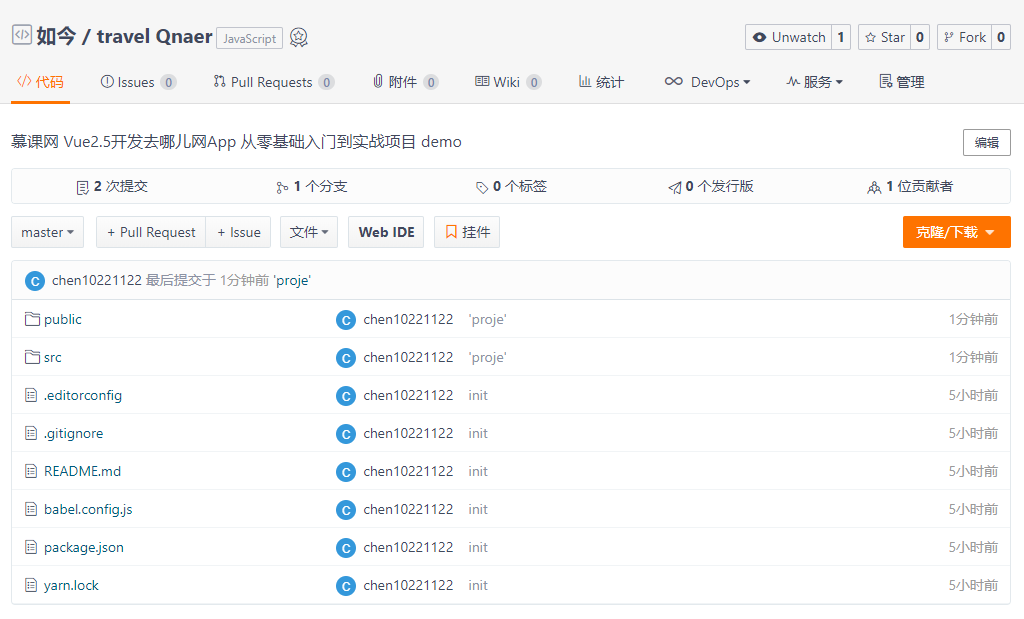 如今 / travel Qnaer JavaScript Unwatch 1 Star 0 Fork 0
代码 Issues 0 Pull Requests 0 附件 0 Wiki 0 统计 DevOps 服务 管理
慕课网 Vue2.5开发去哪儿网App 从零基础入门到实战项目 demo 编辑
2 次提交 1 个分支 0 个标签 0 个发行版 1 位贡献者
master + Pull Request + Issue 文件 Web IDE 挂件 克隆/下载
C chen10221122 最后提交于 1分钟前 'proje'
public C chen10221122 'proje' 1分钟前
src C chen10221122 'proje' 1分钟前
.editorconfig C chen10221122 init 5小时前
.gitignore C chen10221122 init 5小时前
README.md C chen10221122 init 5小时前
babel.config.js C chen10221122 init 5小时前
package.json C chen10221122 init 5小时前
yarn.lock C chen10221122 init 5小时前